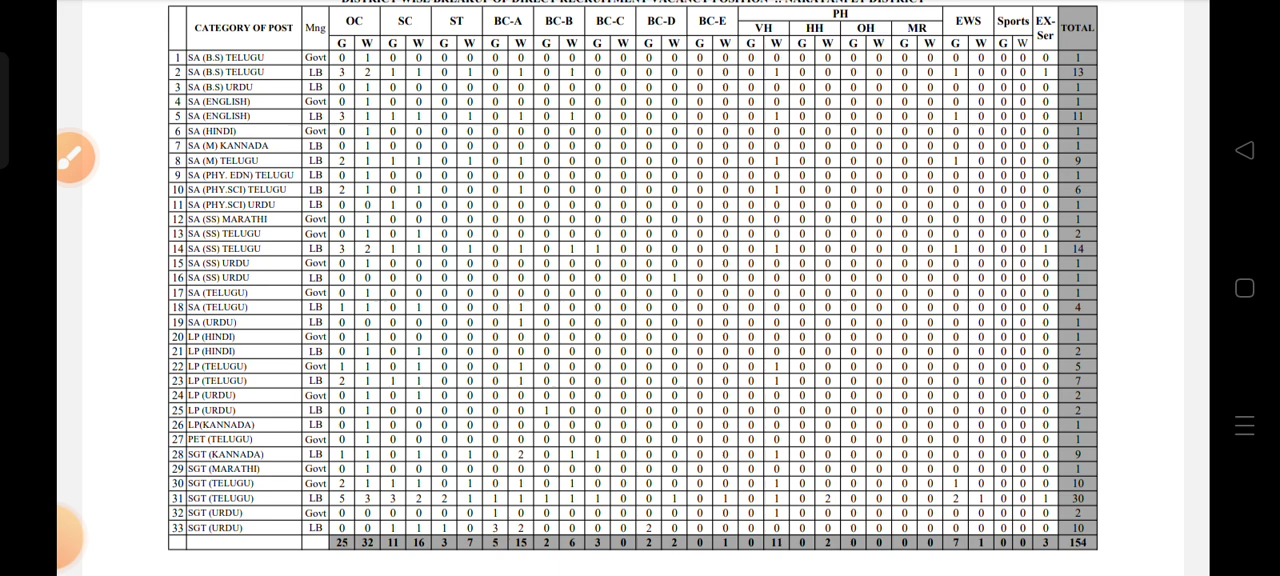 DISTRICT WISE BREAKUP OF DIRECT RECRUITMENT VACANCY POSITION :: NARAYANPET DISTRICT
CATEGORY OF POST Mng OC SC ST BC-A BC-B BC-C BC-D BC-E PH EWS Sports EX-Ser TOTAL
VH HH OH MR
G W G W G W G W G W G W G W G W G W G W G W G W G W G W
1 SA (B.S) TELUGU Govt 0 1 0 0 0 0 0 0 0 0 0 0 0 0 0 0 0 0 0 0 0 0 0 0 0 0 0 0 0 1
2 SA (B.S) TELUGU LB 3 2 1 1 0 1 0 1 0 1 0 0 0 0 0 0 0 1 0 0 0 0 0 0 1 0 0 0 1 13
3 SA (B.S) URDU LB 0 1 0 0 0 0 0 0 0 0 0 0 0 0 0 0 0 0 0 0 0 0 0 0 0 0 0 0 0 1
4 SA (ENGLISH) Govt 0 1 0 0 0 0 0 0 0 0 0 0 0 0 0 0 0 0 0 0 0 0 0 0 0 0 0 0 0 1
5 SA (ENGLISH) LB 3 1 1 1 0 1 0 1 0 1 0 0 0 0 0 0 0 1 0 0 0 0 0 0 1 0 0 0 0 11
6 SA (HINDI) Govt 0 1 0 0 0 0 0 0 0 0 0 0 0 0 0 0 0 0 0 0 0 0 0 0 0 0 0 0 0 1
7 SA (M) KANNADA LB 0 1 0 0 0 0 0 0 0 0 0 0 0 0 0 0 0 0 0 0 0 0 0 0 0 0 0 0 0 1
8 SA (M) TELUGU LB 2 1 1 1 0 1 0 1 0 0 0 0 0 0 0 0 0 1 0 0 0 0 0 0 1 0 0 0 0 9
9 SA (PHY. EDN) TELUGU LB 0 1 0 0 0 0 0 0 0 0 0 0 0 0 0 0 0 0 0 0 0 0 0 0 0 0 0 0 0 1
10 SA (PHY.SCI) TELUGU LB 2 1 0 1 0 0 0 1 0 0 0 0 0 0 0 0 0 1 0 0 0 0 0 0 0 0 0 0 0 6
11 SA (PHY.SCI) URDU LB 0 0 1 0 0 0 0 0 0 0 0 0 0 0 0 0 0 0 0 0 0 0 0 0 0 0 0 0 0 1
12 SA (SS) MARATHI Govt 0 1 0 0 0 0 0 0 0 0 0 0 0 0 0 0 0 0 0 0 0 0 0 0 0 0 0 0 0 1
13 SA (SS) TELUGU Govt 0 1 0 1 0 0 0 0 0 0 0 0 0 0 0 0 0 0 0 0 0 0 0 0 0 0 0 0 0 2
14 SA (SS) TELUGU LB 3 2 1 1 0 1 0 1 0 1 1 0 0 0 0 0 0 1 0 0 0 0 0 0 1 0 0 0 1 14
15 SA (SS) URDU Govt 0 1 0 0 0 0 0 0 0 0 0 0 0 0 0 0 0 0 0 0 0 0 0 0 0 0 0 0 0 1
16 SA (SS) URDU LB 0 0 0 0 0 0 0 0 0 0 0 0 0 1 0 0 0 0 0 0 0 0 0 0 0 0 0 0 0 1
17 SA (TELUGU) Govt 0 1 0 0 0 0 0 0 0 0 0 0 0 0 0 0 0 0 0 0 0 0 0 0 0 0 0 0 0 1
18 SA (TELUGU) LB 1 1 0 1 0 0 0 1 0 0 0 0 0 0 0 0 0 0 0 0 0 0 0 0 0 0 0 0 0 4
19 SA (URDU) LB 0 0 0 0 0 0 0 1 0 0 0 0 0 0 0 0 0 0 0 0 0 0 0 0 0 0 0 0 0 1
20 LP (HINDI) Govt 0 1 0 0 0 0 0 0 0 0 0 0 0 0 0 0 0 0 0 0 0 0 0 0 0 0 0 0 0 1
21 LP (HINDI) LB 0 1 0 1 0 0 0 0 0 0 0 0 0 0 0 0 0 0 0 0 0 0 0 0 0 0 0 0 0 2
22 LP (TELUGU) Govt 1 1 0 1 0 0 0 1 0 0 0 0 0 0 0 0 0 1 0 0 0 0 0 0 0 0 0 0 0 5
23 LP (TELUGU) LB 2 1 1 1 0 0 0 1 0 0 0 0 0 0 0 0 0 1 0 0 0 0 0 0 0 0 0 0 0 7
24 LP (URDU) Govt 0 1 0 1 0 0 0 0 0 0 0 0 0 0 0 0 0 0 0 0 0 0 0 0 0 0 0 0 0 2
25 LP (URDU) LB 0 1 0 0 0 0 0 0 1 0 0 0 0 0 0 0 0 0 0 0 0 0 0 0 0 0 0 0 0 2
26 LP(KANNADA) LB 0 1 0 0 0 0 0 0 0 0 0 0 0 0 0 0 0 0 0 0 0 0 0 0 0 0 0 0 0 1
27 PET (TELUGU) Govt 0 1 0 0 0 0 0 0 0 0 0 0 0 0 0 0 0 0 0 0 0 0 0 0 0 0 0 0 0 1
28 SGT (KANNADA) LB 1 1 0 1 0 1 0 2 0 1 1 0 0 0 0 0 0 1 0 0 0 0 0 0 0 0 0 0 0 9
29 SGT (MARATHI) Govt 0 1 0 0 0 0 0 0 0 0 0 0 0 0 0 0 0 0 0 0 0 0 0 0 0 0 0 0 0 1
30 SGT (TELUGU) Govt 2 1 1 1 0 1 0 1 0 1 0 0 0 0 0 0 0 1 0 0 0 0 0 0 1 0 0 0 0 10
31 SGT (TELUGU) LB 5 3 3 2 2 1 1 1 1 1 1 0 0 1 0 1 0 1 0 2 0 0 0 0 2 1 0 0 1 30
32 SGT (URDU) Govt 0 0 0 0 0 0 1 0 0 0 0 0 0 0 0 0 0 1 0 0 0 0 0 0 0 0 0 0 0 2
33 SGT (URDU) LB 0 0 1 1 1 0 3 2 0 0 0 0 2 0 0 0 0 0 0 0 0 0 0 0 0 0 0 0 0 10
25 32 11 16 3 7 5 15 2 6 3 0 2 2 0 1 0 11 0 2 0 0 0 0 7 1 0 0 3 154